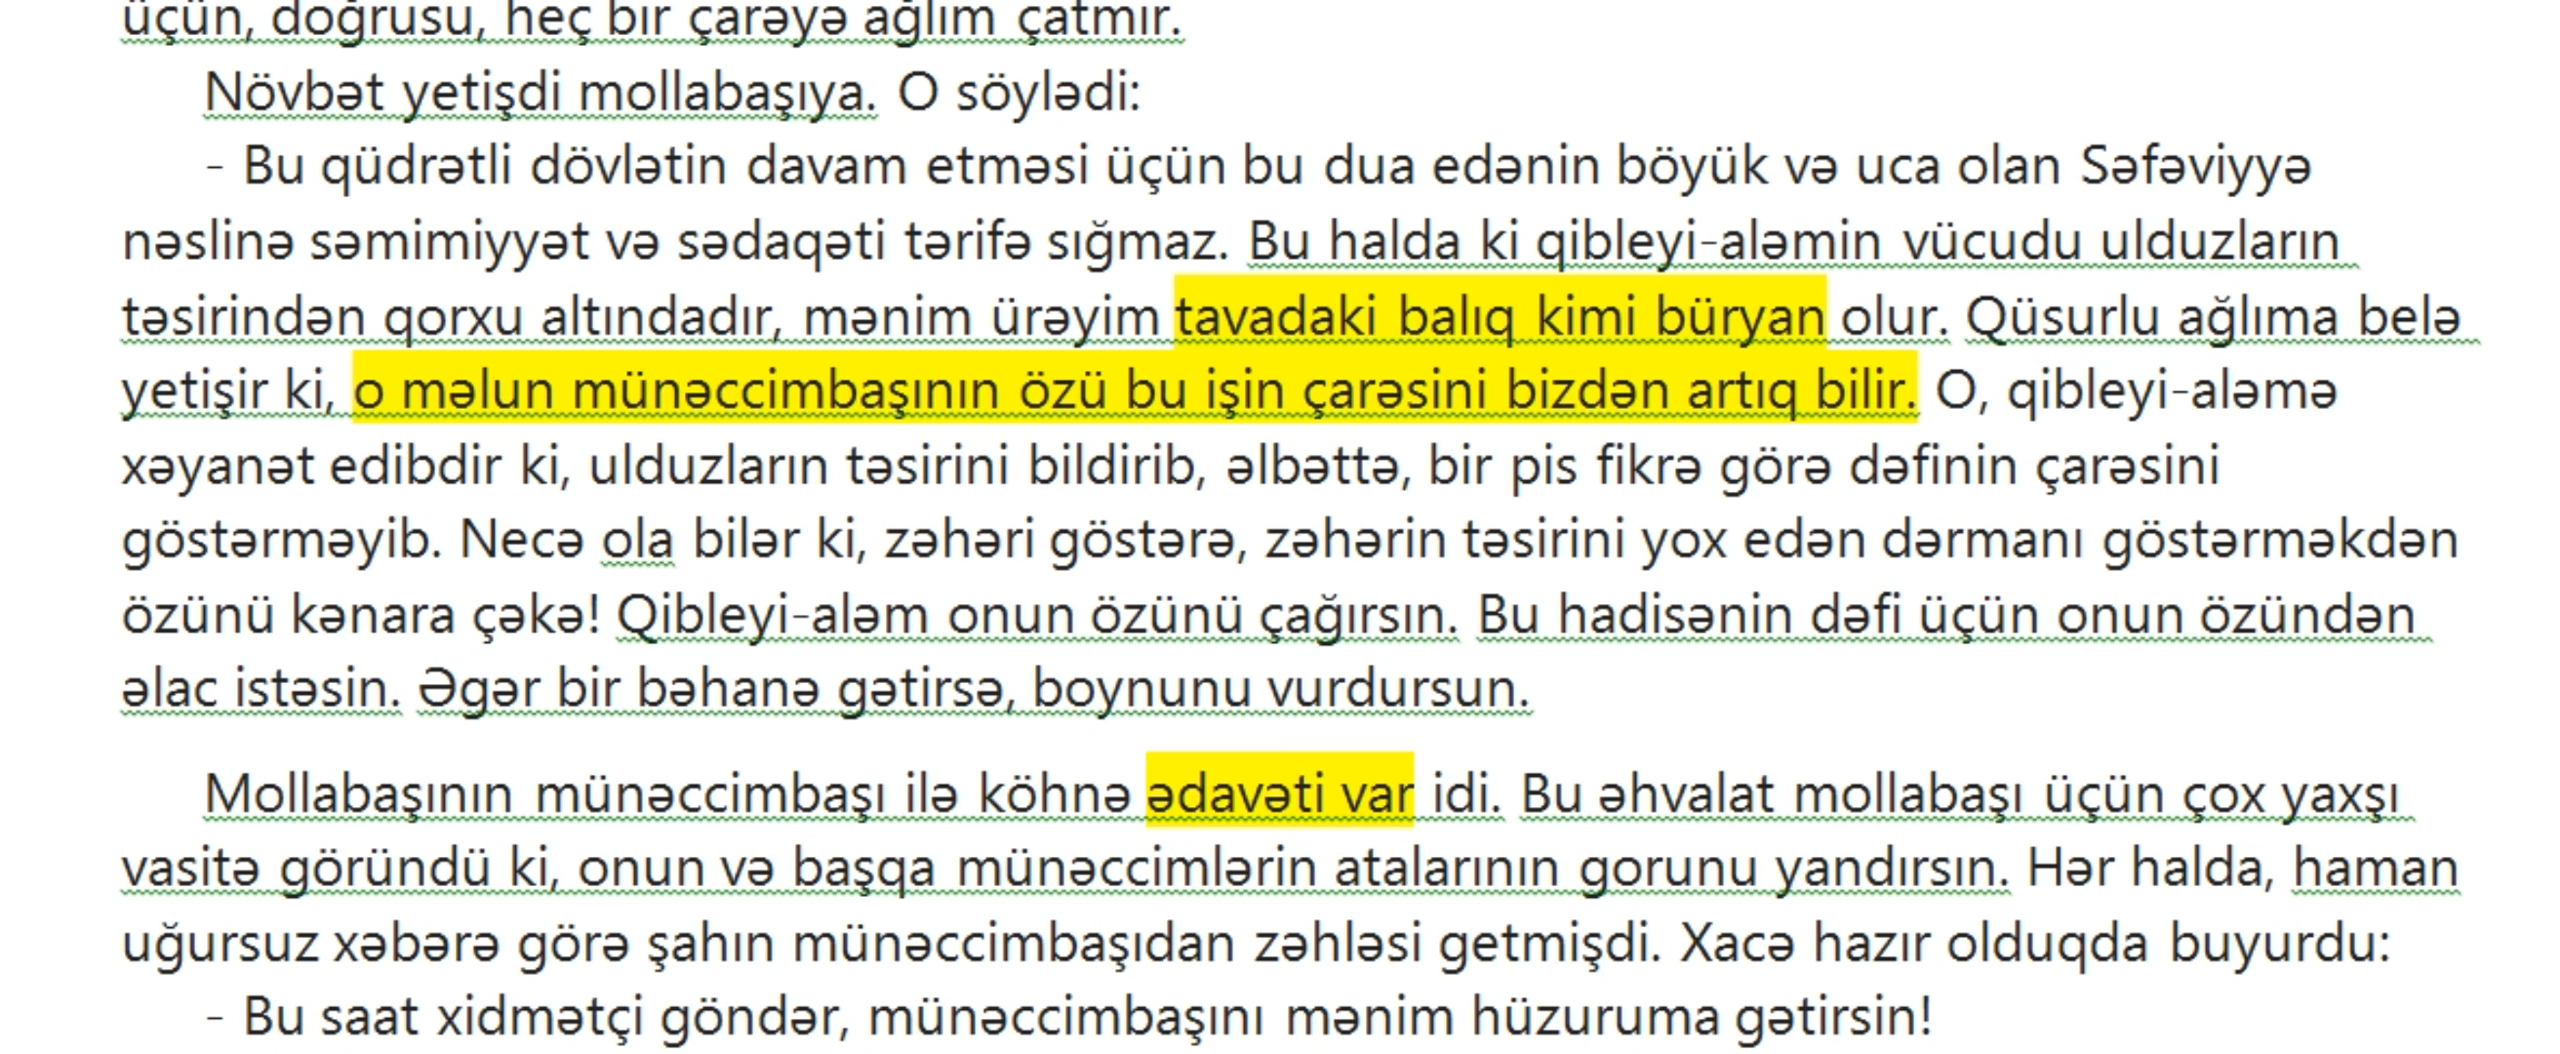 üçün, doğrusu, heç bir çarəyə ağlım çatmır.
Növbət yetişdi mollabaşıya. O söylədi:
- Bu qüdrətli dövlətin davam etməsi üçün bu dua edənin böyük və uca olan Səfəviyyə
nəslinə səmimiyyət və sədaqəti tərifə sığmaz. Bu halda ki qibleyi-aləmin vücudu ulduzların
təsirindən qorxu altındadır, mənim ürəyim tavadaki balıq kimi büryan olur. Qüsurlu ağlıma belə
yetişir ki, o məlun münəccimbaşının özü bu işin çarəsini bizdən artıq bilir. O, qibleyi-aləmə
xəyanət edibdir ki, ulduzların təsirini bildirib, əlbəttə, bir pis fikrə görə dəfinin çarəsini
göstərməyib. Necə ola bilər ki, zəhəri göstərə, zəhərin təsirini yox edən dərmanı göstərməkdən
özünü kənara çəkə! Qibleyi-aləm onun özünü çağırsın. Bu hadisənin dəfi üçün onun özündən
əlac istəsin. Əgər bir bəhanə gətirsə, boynunu vurdursun.
Mollabaşının münəccimbaşı ilə köhnə ədavəti var idi. Bu əhvalat mollabaşı üçün çox yaxşı
vasitə göründü ki, onun və başqa münəccimlərin atalarının gorunu yandırsın. Hər halda, haman
uğursuz xəbərə görə şahın münəccimbaşıdan zəhləsi getmişdi. Xacə hazır olduqda buyurdu:
- Bu saat xidmətçi göndər, münəccimbaşını mənim hüzuruma gətirsin!